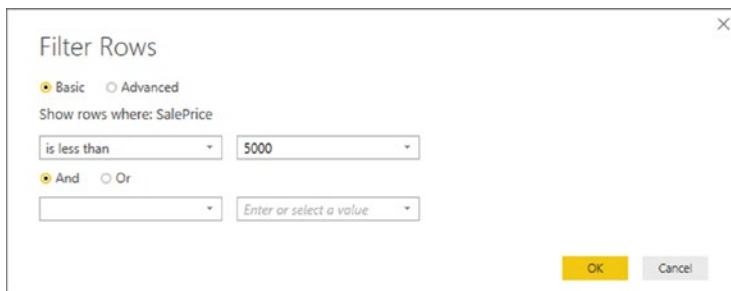 Filter Rows
Basic Advanced
Show rows where: SalePrice
is less than 5000
And Or
Enter or select a value
OK Cancel